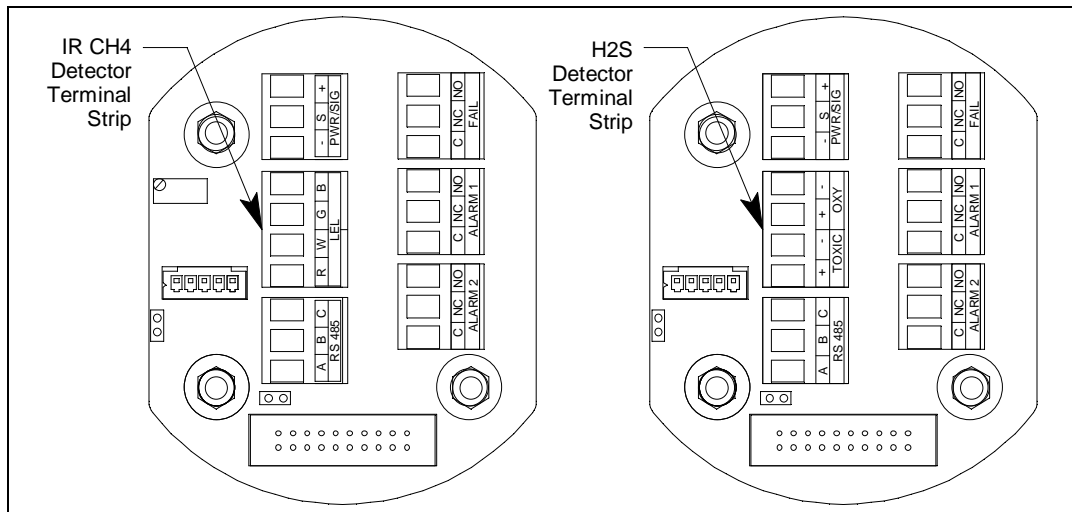 IR CH4
Detector
Terminal
Strip
- S +
PWR/SIG
C NC NO
FAIL
R W G B
LEL
C NC NO
ALARM 1
A B C
RS 485
C NC NO
ALARM 2
H2S
Detector
Terminal
Strip
- S +
PWR/SIG
C NC NO
FAIL
+ - + -
TOXIC OXY
C NC NO
ALARM 1
A B C
RS 485
C NC NO
ALARM 2